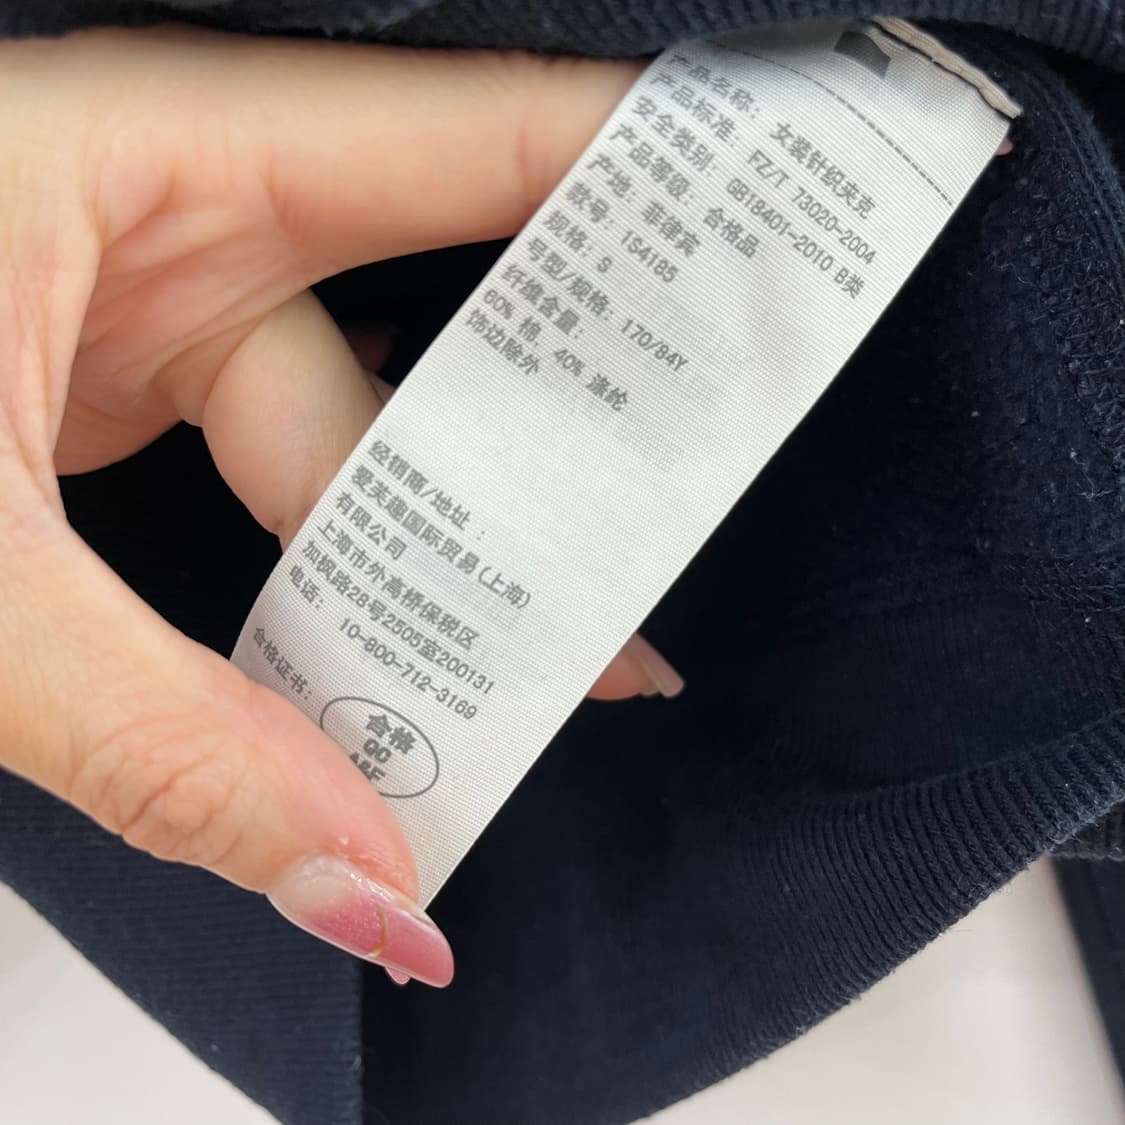 产品名称： 女装针织夹克
产品标准： FZ/T 73020-2004
安全类别： GB18401-2010 B类
产品等级： 合格品
产地： 菲律宾
款号： 1S4185
规格： S
号型/规格： 170/84Y
纤维含量：
60% 棉， 40% 涤纶
饰边除外
经销商/地址 ：
爱芙趣国际贸易(上海)
有限公司
上海市外高桥保税区
加枫路28号2505室200131
电话： 10-800-712-3169
合格证书：
合格
QC
A&F